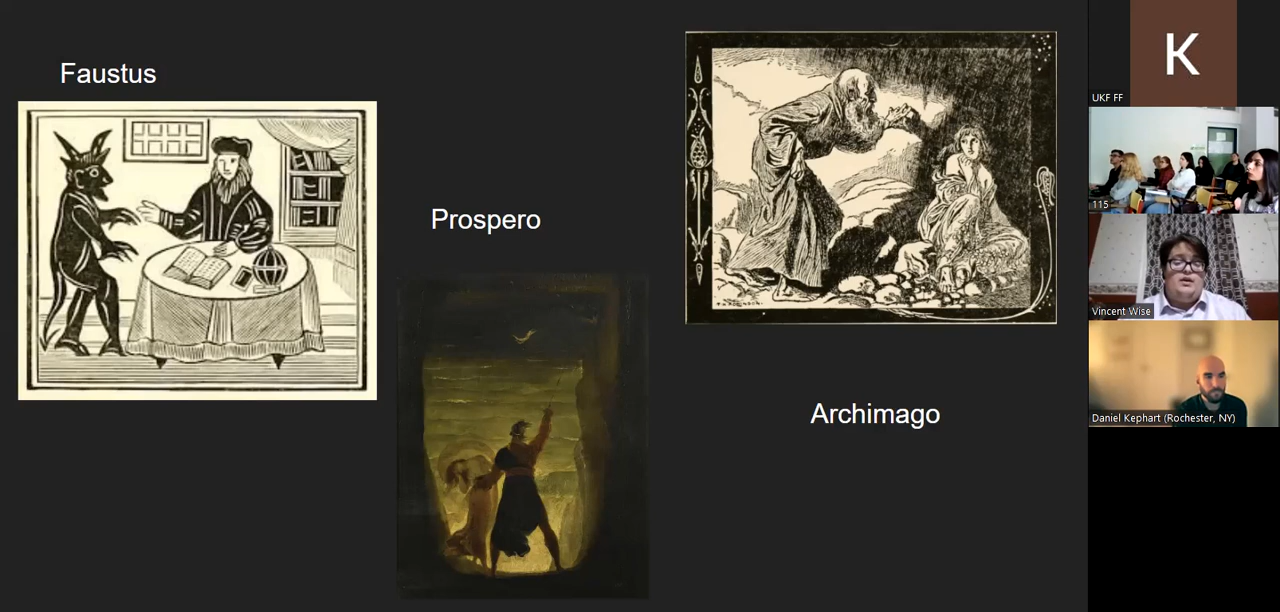 Faustus
Prospero
Archimago
K
UKF FF
115
Vincent Wise
Daniel Kephart (Rochester, NY)